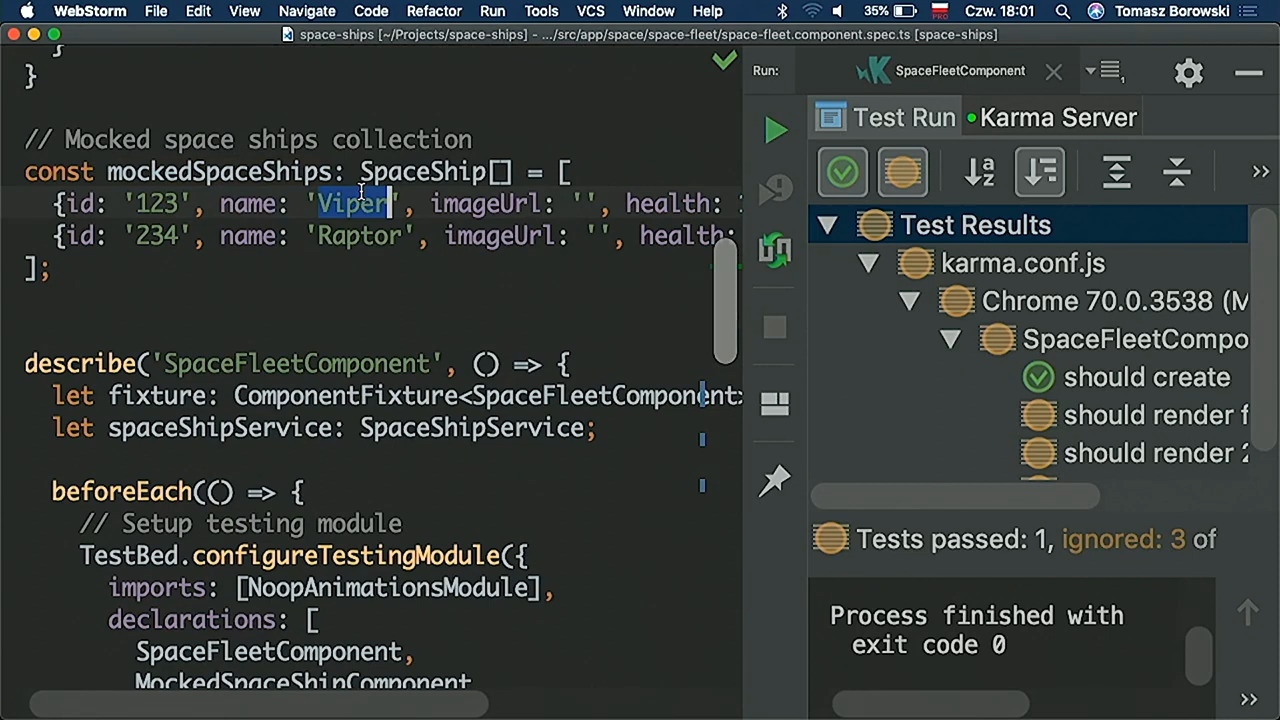 WebStorm File Edit View Navigate Code Refactor Run Tools VCS Window Help 35% PRO Czw. 18:01 Tomasz Borowski
space-ships [~/Projects/space-ships] - .../src/app/space/space-fleet/space-fleet.component.spec.ts [space-ships]
}
}
// Mocked space ships collection
const mockedSpaceShips: SpaceShip[] = [
{id: '123', name: 'Viper', imageUrl: '', health:
{id: '234', name: 'Raptor', imageUrl: '', health:
];
describe('SpaceFleetComponent', () => {
let fixture: ComponentFixture<SpaceFleetComponent>
let spaceShipService: SpaceShipService;
beforeEach(() => {
// Setup testing module
TestBed.configureTestingModule({
imports: [NoopAnimationsModule],
declarations: [
SpaceFleetComponent,
MockedSpaceShipComponent
Run: SpaceFleetComponent
Test Run Karma Server
Test Results
karma.conf.js
Chrome 70.0.3538 (M
SpaceFleetCompo
should create
should render f
should render 2
Tests passed: 1, ignored: 3 of
Process finished with
exit code 0